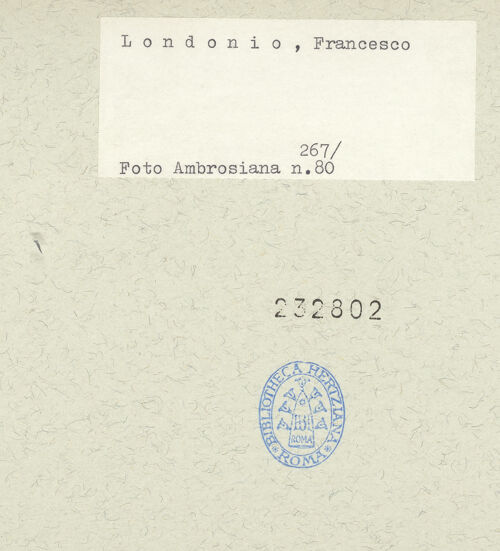 Londonio, Francesco
267/
Foto Ambrosiana n.80
232802
BIBLIOTHECA HERTZIANA
ROMA
ROMA